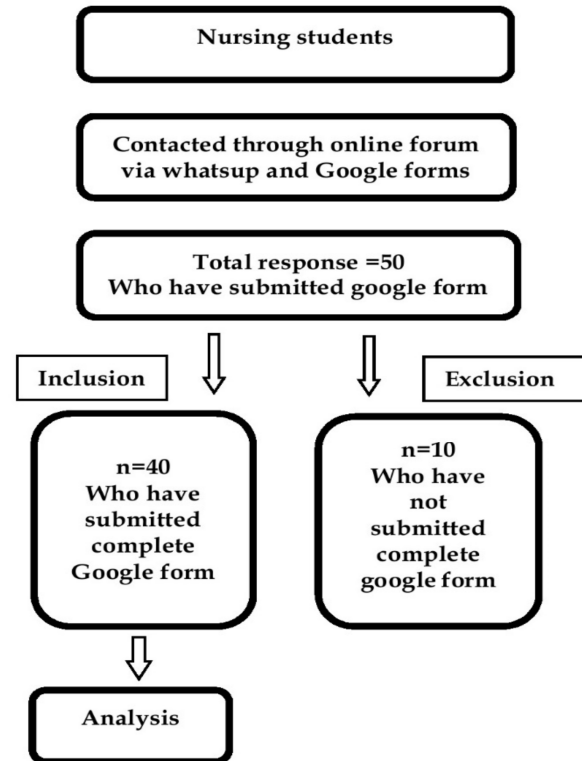 Nursing students
Contacted through online forum
via whatsup and Google forms
Total response =50
Who have submitted google form
Inclusion
Exclusion
n=40
Who have
submitted
complete
Google form
n=10
Who have
not
submitted
complete
google form
Analysis